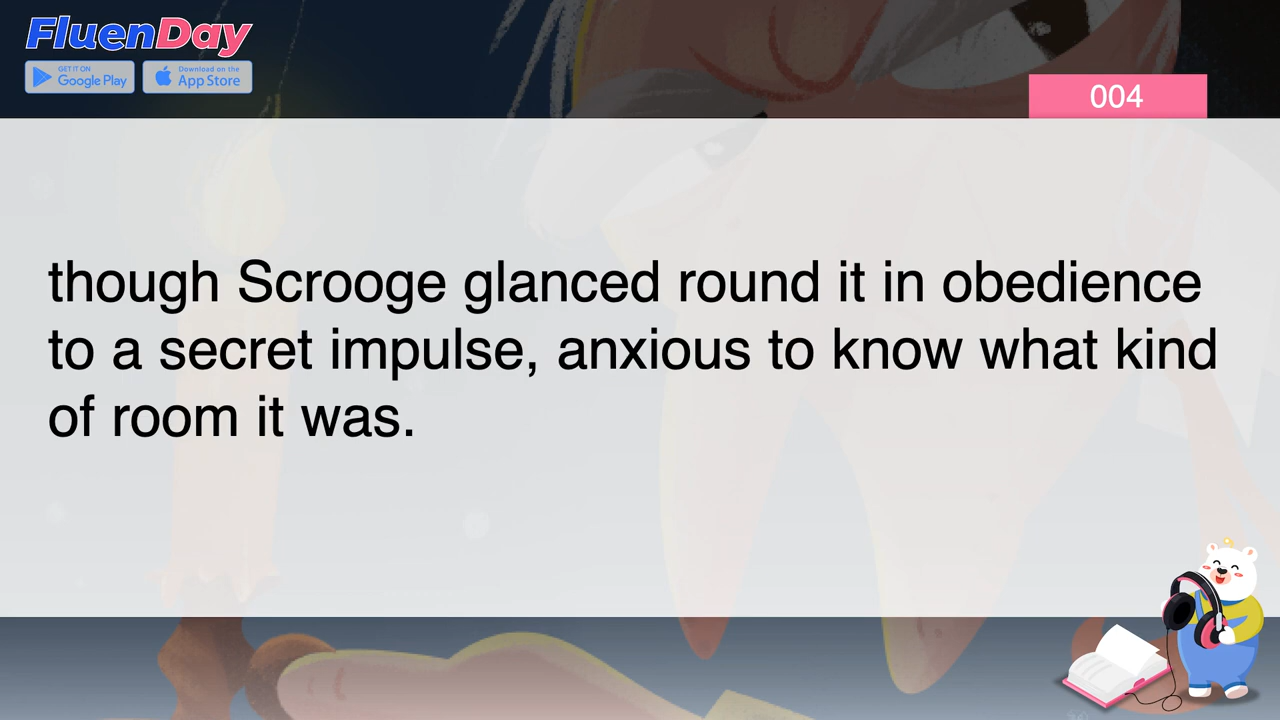 FluenDay
GET IT ON
Google Play
Download on the
App Store
004
though Scrooge glanced round it in obedience
to a secret impulse, anxious to know what kind
of room it was.